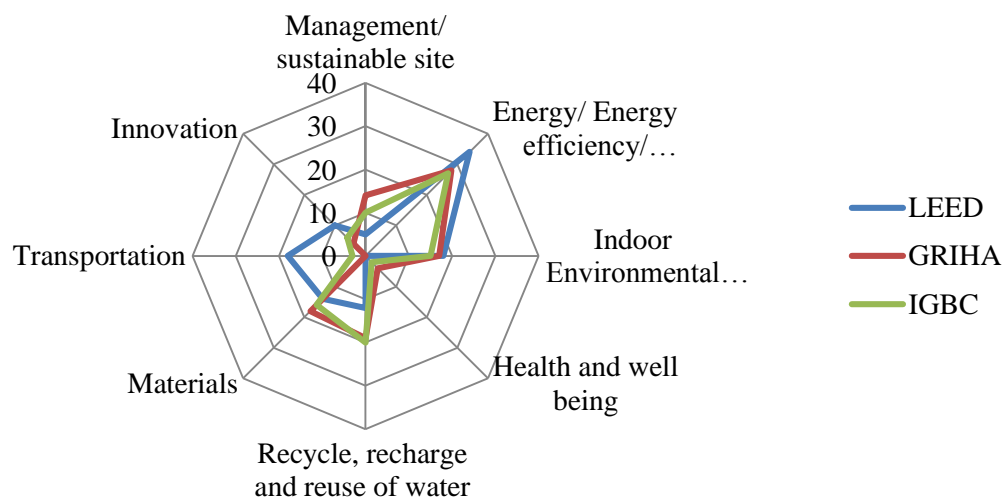 Management/
sustainable site
40
30
20
10
0
Energy/ Energy
efficiency/…
Indoor
Environmental…
Health and well
being
Recycle, recharge
and reuse of water
Materials
Transportation
Innovation
LEED
GRIHA
IGBC